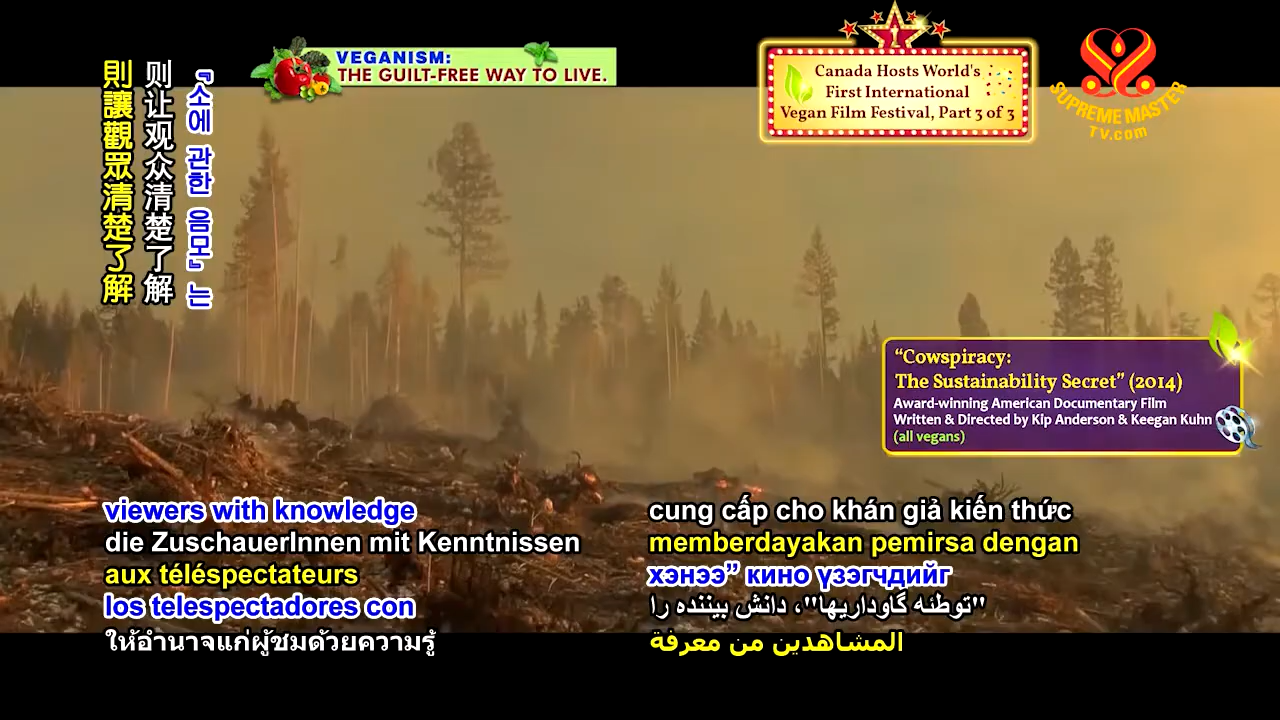 VEGANISM:
THE GUILT-FREE WAY TO LIVE.
1
Canada Hosts World's
First International
Vegan Film Festival, Part 3 of 3
SUPREME MASTER
TV.com
則讓觀眾清楚了解
则让观众清楚了解
『소에 관한 음모』는
“Cowspiracy:
The Sustainability Secret” (2014)
Award-winning American Documentary Film
Written & Directed by Kip Anderson & Keegan Kuhn
(all vegans)
viewers with knowledge
die ZuschauerInnen mit Kenntnissen
aux téléspectateurs
los telespectadores con
ให้อำนาจแก่ผู้ชมด้วยความรู้
cung cấp cho khán giả kiến thức
memberdayakan pemirsa dengan
хэнээ” кино үзэгчдийг
"توطئه گاوداریها"، دانش بیننده را
المشاهدين من معرفة